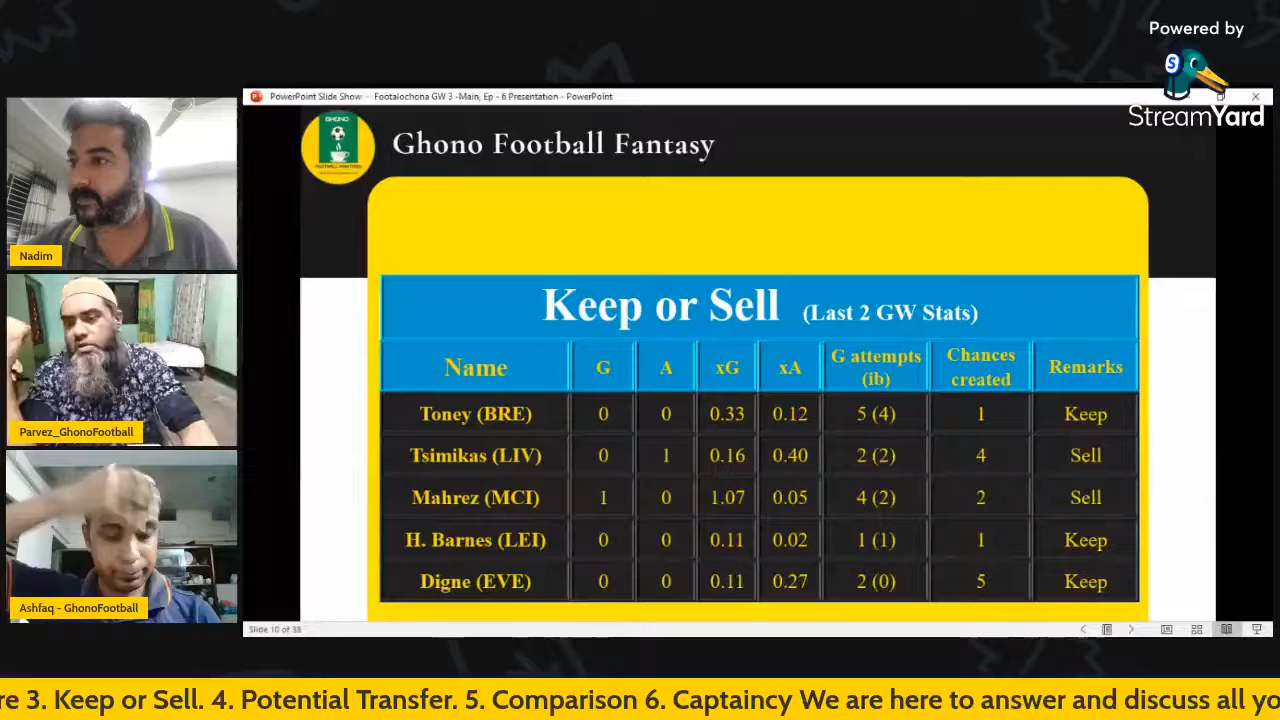 Powered by
StreamYard
PowerPoint Slide Show - Footalochona GW 3 -Main, Ep - 6 Presentation - PowerPoint
GHONO
FOOTBALL FANTASY
Ghono Football Fantasy
Nadim
Parvez_GhonoFootball
Ashfaq - GhonoFootball
Keep or Sell (Last 2 GW Stats)
Name G A xG xA G attempts (ib) Chances created Remarks
Toney (BRE) 0 0 0.33 0.12 5 (4) 1 Keep
Tsimikas (LIV) 0 1 0.16 0.40 2 (2) 4 Sell
Mahrez (MCI) 1 0 1.07 0.05 4 (2) 2 Sell
H. Barnes (LEI) 0 0 0.11 0.02 1 (1) 1 Keep
Digne (EVE) 0 0 0.11 0.27 2 (0) 5 Keep
Slide 10 of 38
re 3. Keep or Sell. 4. Potential Transfer. 5. Comparison 6. Captaincy We are here to answer and discuss all yo